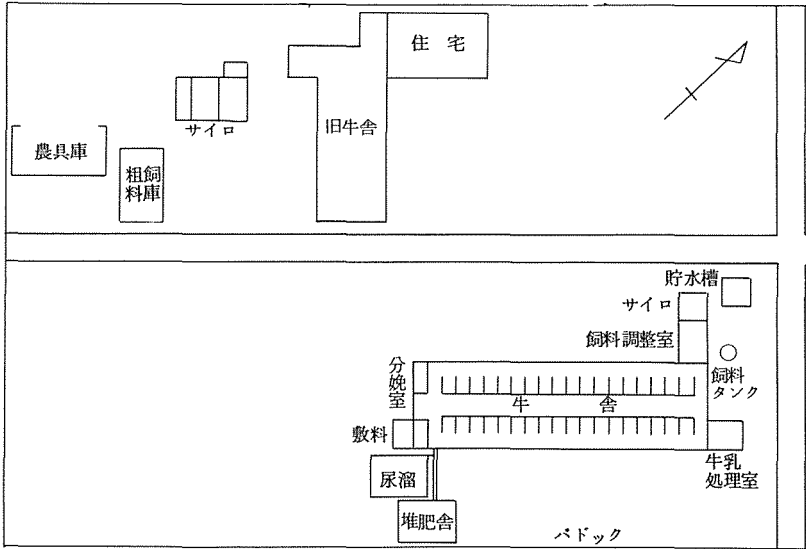 住宅
サイロ
旧牛舎
農具庫
粗飼
料庫
貯水槽
サイロ
飼料調整室
分娩室
飼料
タンク
牛舎
敷料
牛乳
処理室
尿溜
堆肥舎
パドック